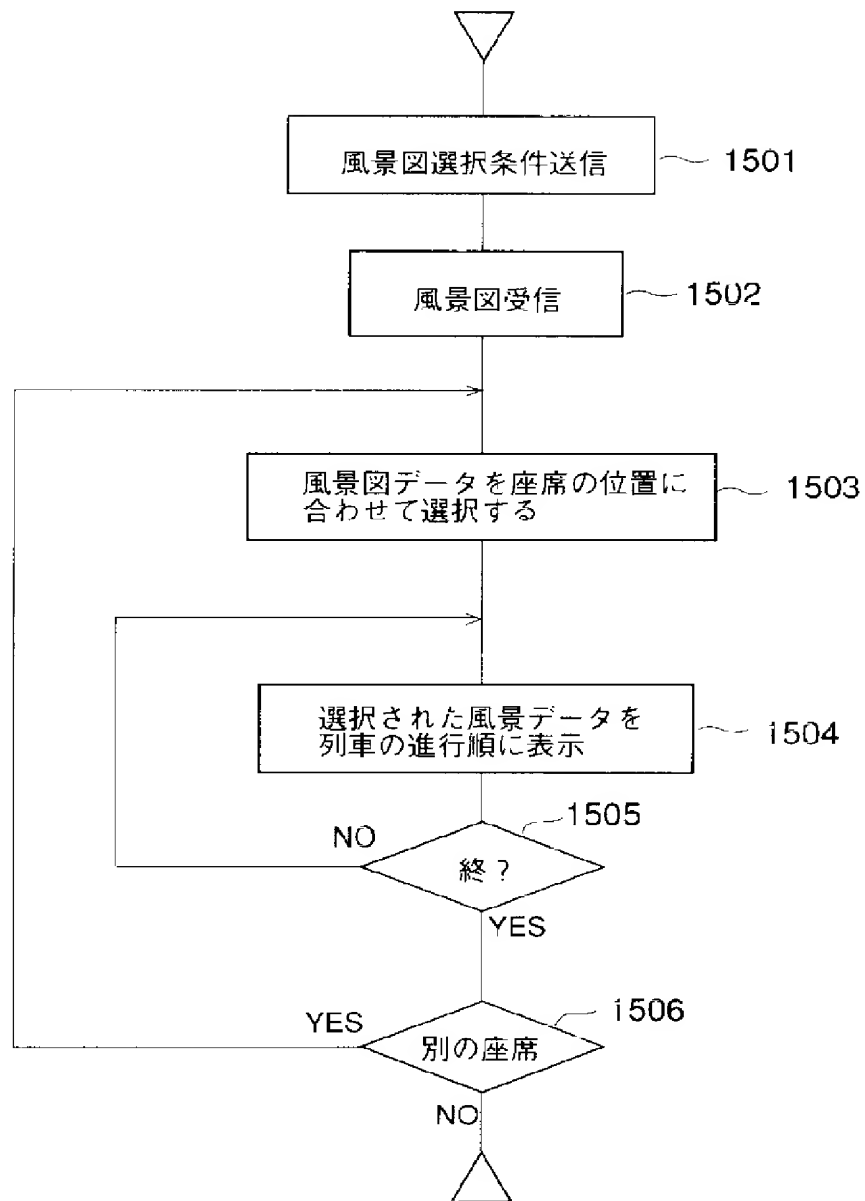 風景図選択条件送信
1501
風景図受信
1502
風景図データを座席の位置に
合わせて選択する
1503
選択された風景データを
列車の進行順に表示
1504
1505
NO
終？
YES
1506
YES
別の座席
NO